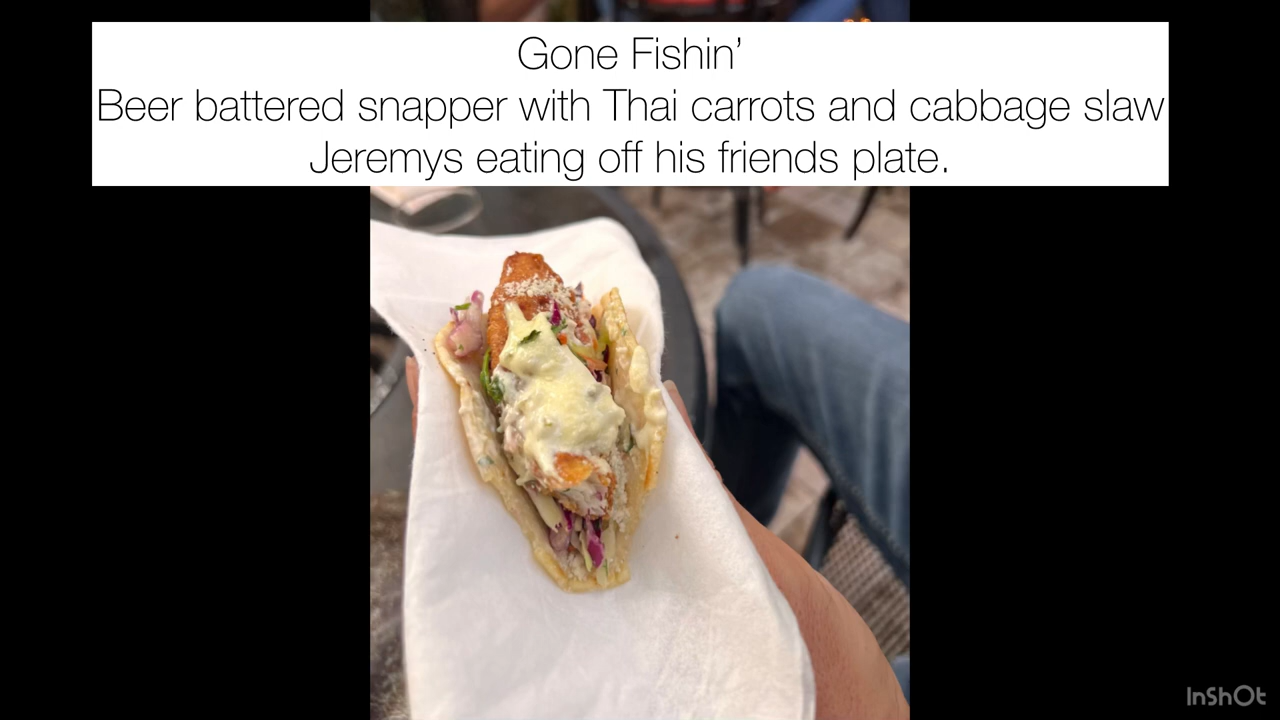 Gone Fishin’
Beer battered snapper with Thai carrots and cabbage slaw
Jeremys eating off his friends plate.
InShOt